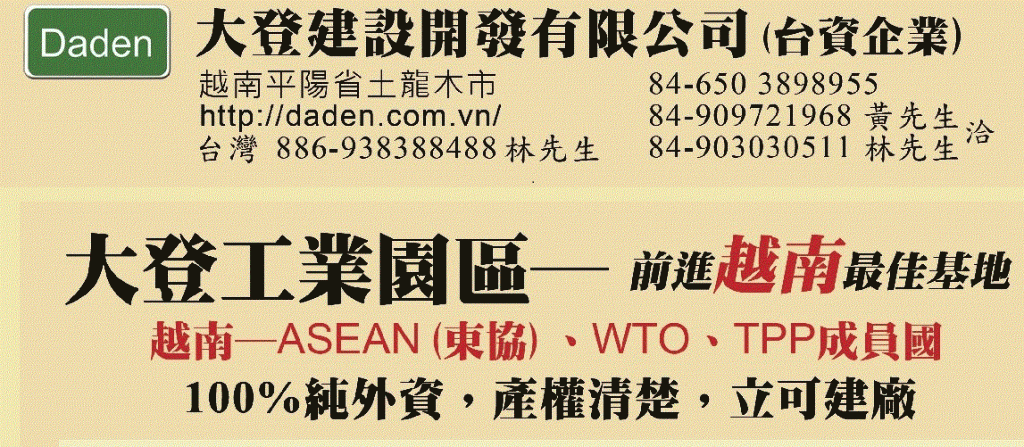 Daden
大登建設開發有限公司 (台資企業)
越南平陽省土龍木市
84-650 3898955
http://daden.com.vn/
84-909721968 黃先生
台灣 886-938388488 林先生
84-903030511 林先生 洽
大登工業園區— 前進越南最佳基地
越南—ASEAN (東協)、WTO、TPP成員國
100%純外資，產權清楚，立可建廠